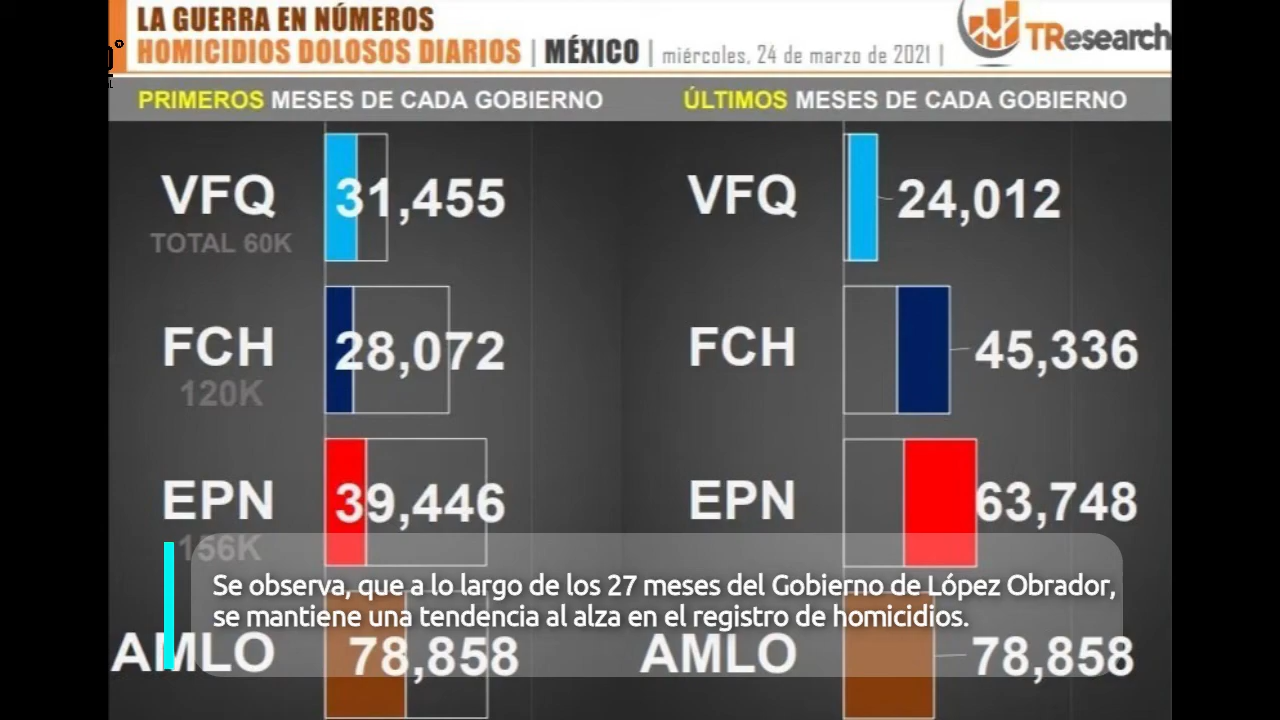 LA GUERRA EN NÚMEROS
HOMICIDIOS DOLOSOS DIARIOS | MÉXICO | miércoles, 24 de marzo de 2021 |
TResearch
PRIMEROS MESES DE CADA GOBIERNO
ÚLTIMOS MESES DE CADA GOBIERNO
VFQ 31,455
TOTAL 60K
VFQ 24,012
FCH 28,072
120K
FCH 45,336
EPN 39,446
156K
EPN 63,748
Se observa, que a lo largo de los 27 meses del Gobierno de López Obrador,
se mantiene una tendencia al alza en el registro de homicidios.
AMLO 78,858
AMLO 78,858